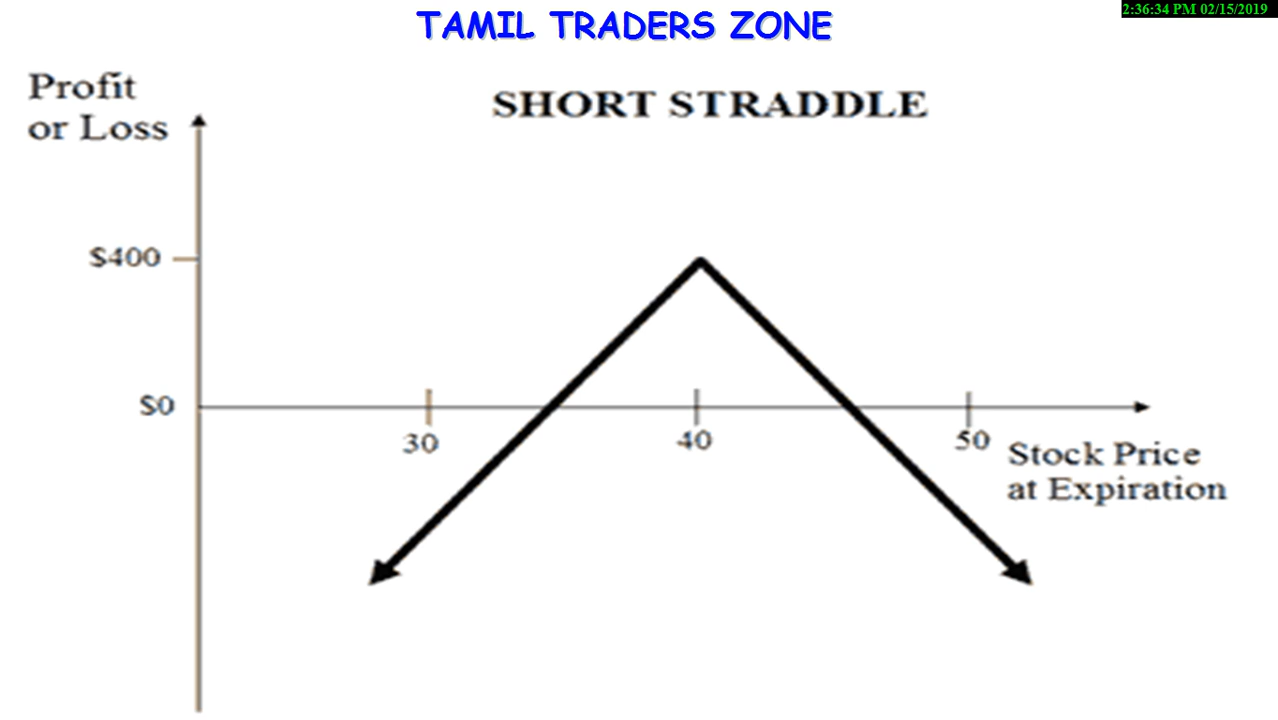 TAMIL TRADERS ZONE
2:36:34 PM 02/15/2019
Profit
or Loss
SHORT STRADDLE
$400
$0
30
40
50
Stock Price
at Expiration